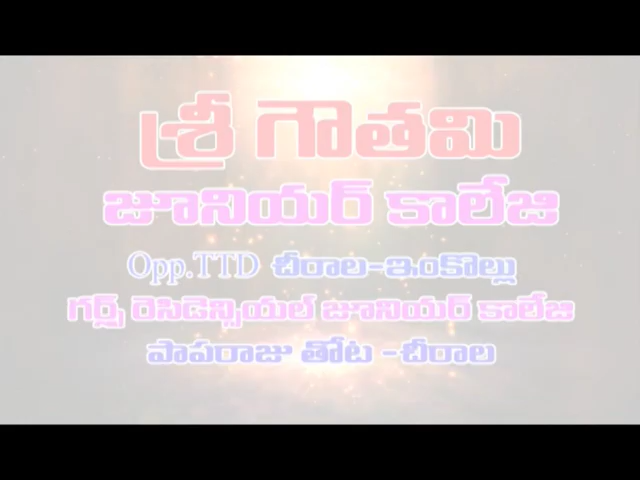 శ్రీ గౌతమి
జూనియర్ కాలేజి
Opp.TTD చీరాల-ఇంకొల్లు
గర్ల్స్ రెసిడెన్సియల్ జూనియర్ కాలేజి
పాపరాజు తోట -చీరాల